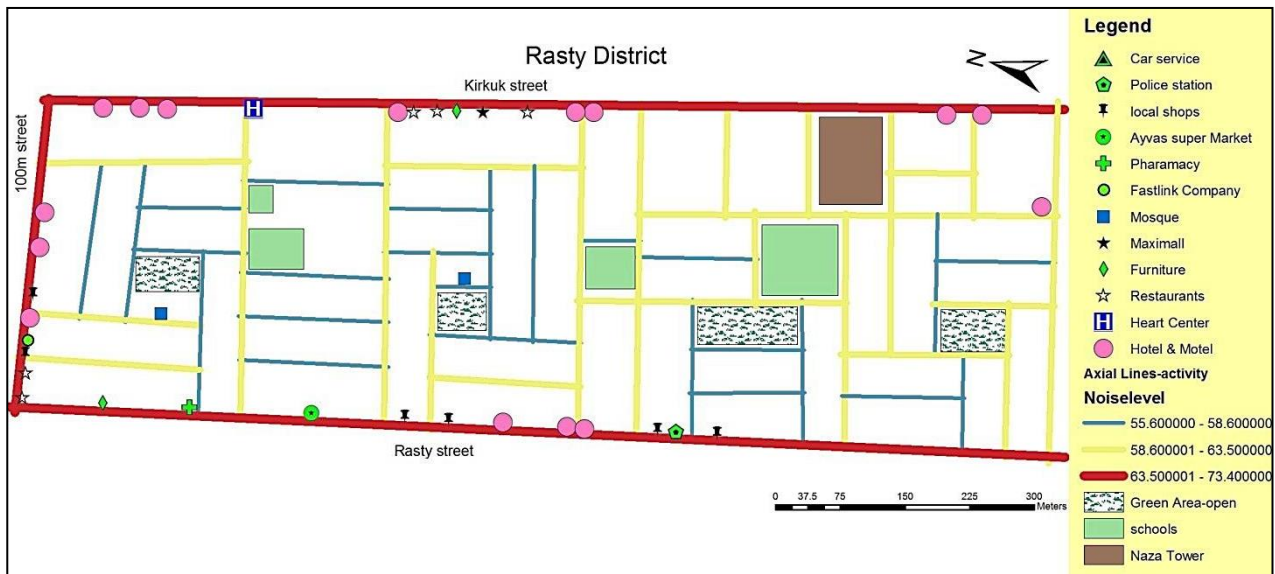 Rasty District
N
Kirkuk street
100m street
H
Rasty street
0 37.5 75 150 225 300
Meters
Legend
Car service
Police station
local shops
Ayvas super Market
Pharamacy
Fastlink Company
Mosque
Maximall
Furniture
Restaurants
H Heart Center
Hotel & Motel
Axial Lines-activity
Noiselevel
55.600000 - 58.600000
58.600001 - 63.500000
63.500001 - 73.400000
Green Area-open
schools
Naza Tower